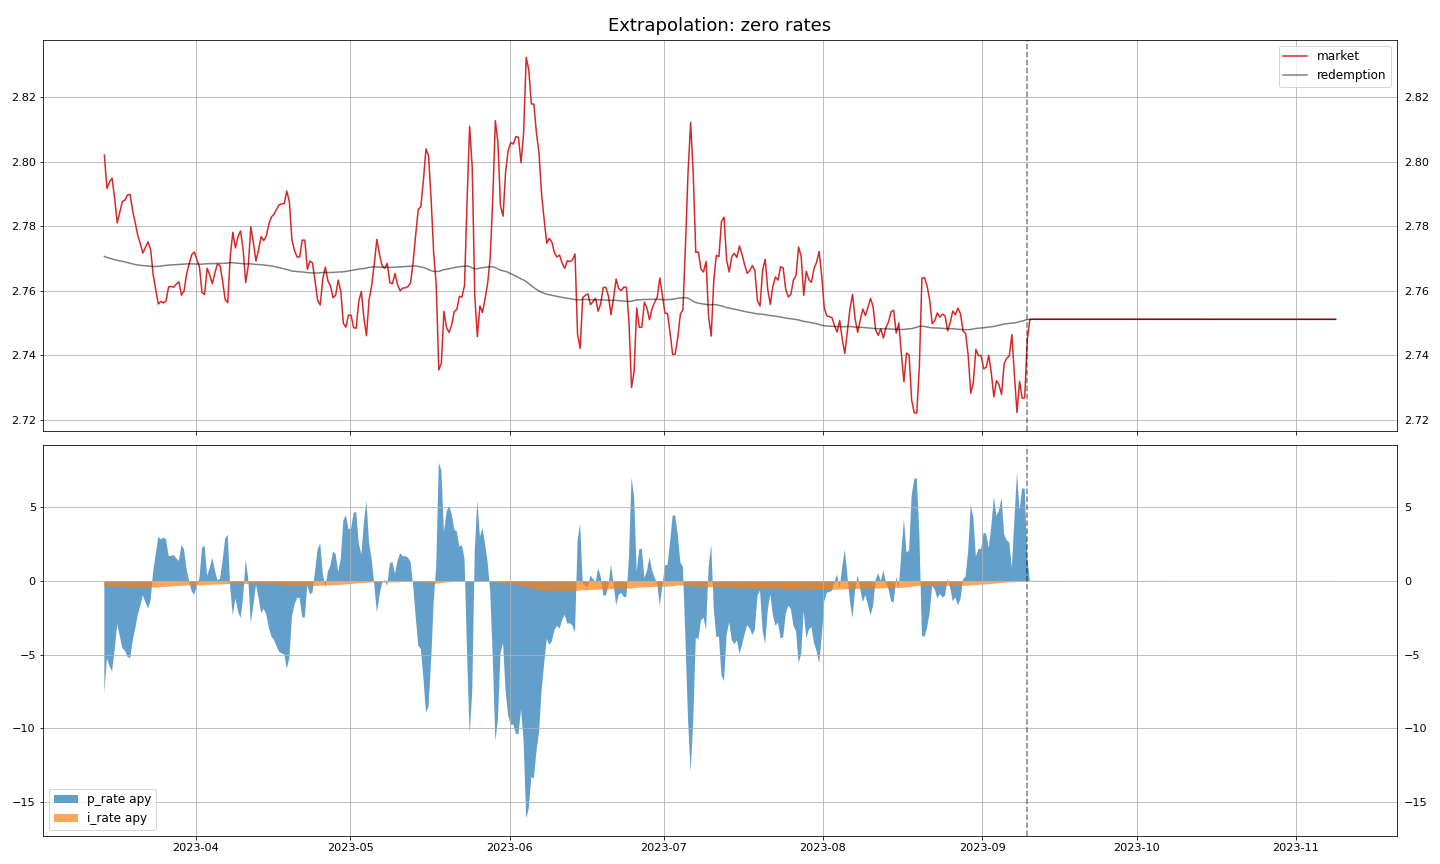 Extrapolation: zero rates
market
redemption
2.82 2.82
2.80 2.80
2.78 2.78
2.76 2.76
2.74 2.74
2.72 2.72
5 5
0 0
−5 −5
−10 −10
−15 −15
p_rate apy
i_rate apy
2023-04 2023-05 2023-06 2023-07 2023-08 2023-09 2023-10 2023-11